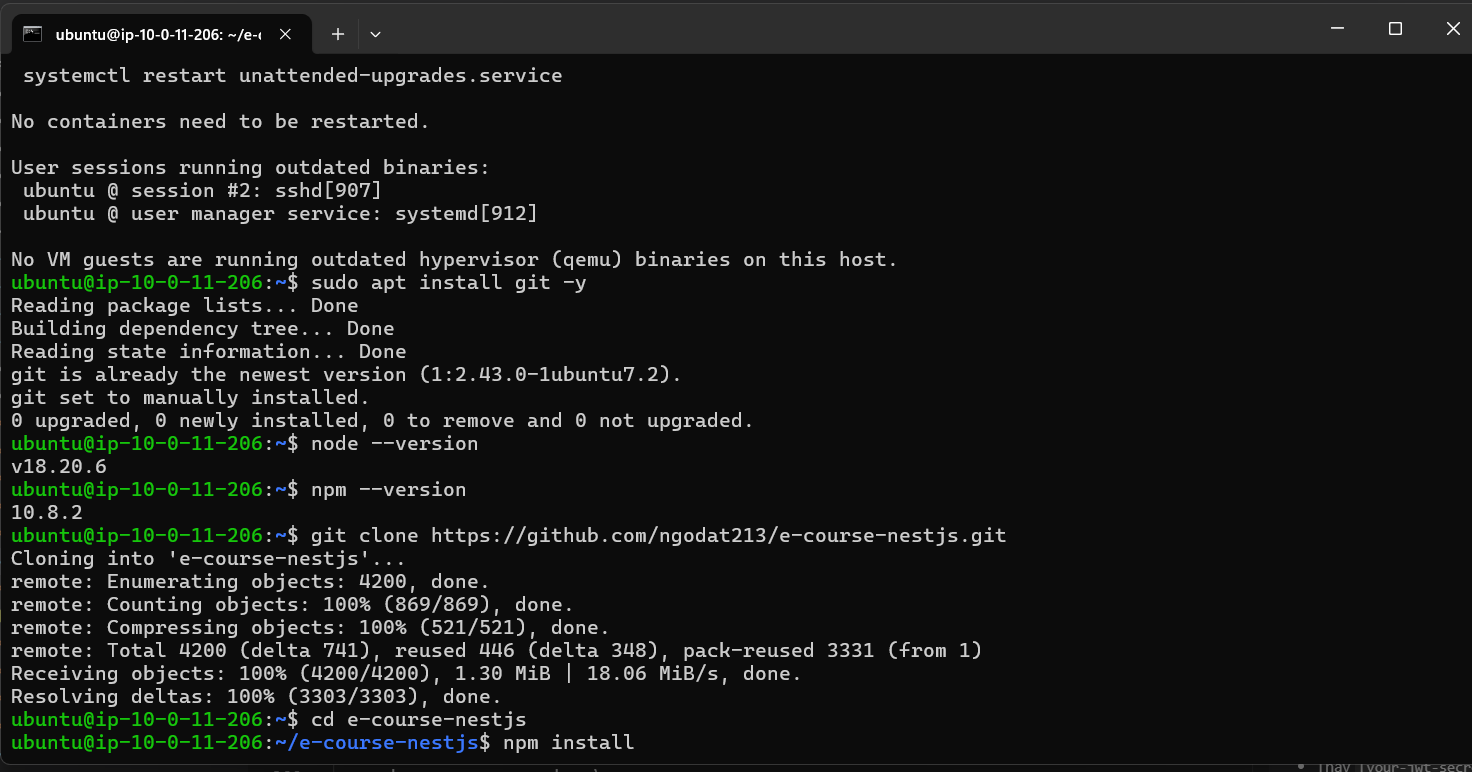 ubuntu@ip-10-0-11-206: ~/e-c
systemctl restart unattended-upgrades.service
No containers need to be restarted.
User sessions running outdated binaries:
ubuntu @ session #2: sshd[907]
ubuntu @ user manager service: systemd[912]
No VM guests are running outdated hypervisor (qemu) binaries on this host.
ubuntu@ip-10-0-11-206:~$ sudo apt install git -y
Reading package lists... Done
Building dependency tree... Done
Reading state information... Done
git is already the newest version (1:2.43.0-1ubuntu7.2).
git set to manually installed.
0 upgraded, 0 newly installed, 0 to remove and 0 not upgraded.
ubuntu@ip-10-0-11-206:~$ node --version
v18.20.6
ubuntu@ip-10-0-11-206:~$ npm --version
10.8.2
ubuntu@ip-10-0-11-206:~$ git clone https://github.com/ngodat213/e-course-nestjs.git
Cloning into 'e-course-nestjs'...
remote: Enumerating objects: 4200, done.
remote: Counting objects: 100% (869/869), done.
remote: Compressing objects: 100% (521/521), done.
remote: Total 4200 (delta 741), reused 446 (delta 348), pack-reused 3331 (from 1)
Receiving objects: 100% (4200/4200), 1.30 MiB | 18.06 MiB/s, done.
Resolving deltas: 100% (3303/3303), done.
ubuntu@ip-10-0-11-206:~$ cd e-course-nestjs
ubuntu@ip-10-0-11-206:~/e-course-nestjs$ npm install